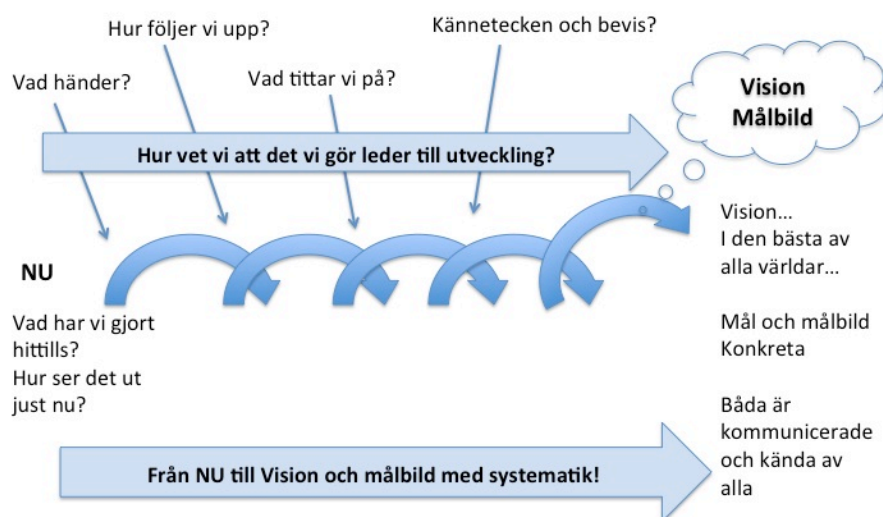 Hur följer vi upp?
Kännetecken och bevis?
Vad händer?
Vad tittar vi på?
Vision
Målbild
Hur vet vi att det vi gör leder till utveckling?
NU
Vad har vi gjort
hittills?
Hur ser det ut
just nu?
Vision...
I den bästa av
alla världar...
Mål och målbild
Konkreta
Båda är
kommunicerade
och kända av
alla
Från NU till Vision och målbild med systematik!